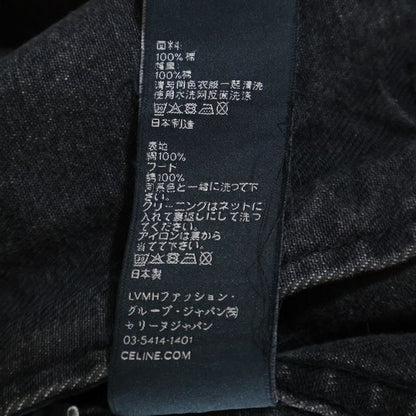 面料:
100% 棉
帽里:
100% 棉
请与同色衣服一起清洗
使用水洗网反面洗涤
日本制造
表地
綿100%
フード
綿100%
同系色と一緒に洗って下
さい。
クリーニングはネットに
入れて裏返しにして洗っ
てください。
アイロンは裏から
当てて下さい。
日本製
LVMHファッション・
グループ・ジャパン㈱
セリーヌジャパン
03-5414-1401
CELINE.COM